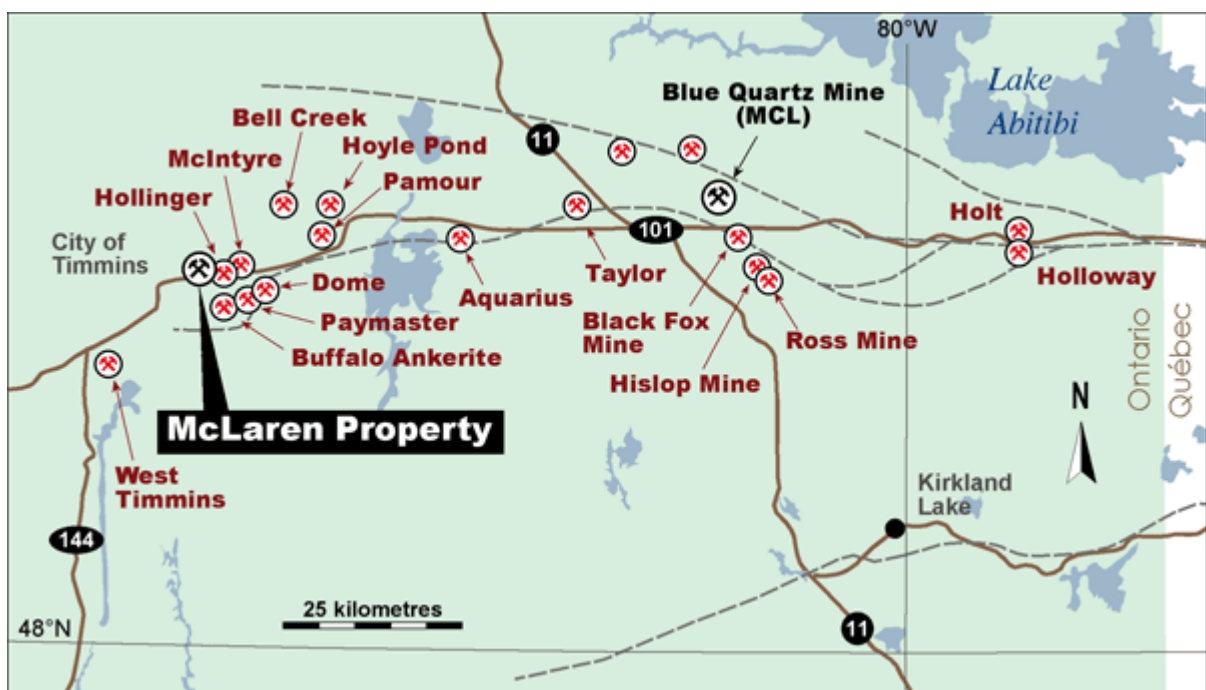 80°W
Lake
Abitibi
Blue Quartz Mine
(MCL)
Bell Creek
11
McIntyre
Hoyle Pond
Pamour
Hollinger
Holt
City of
Timmins
101
Dome
Aquarius
Taylor
Holloway
Paymaster
Black Fox
Mine
Ross Mine
Buffalo Ankerite
Hislop Mine
Ontario
Québec
N
McLaren Property
West
Timmins
Kirkland
Lake
144
25 kilometres
48°N
11